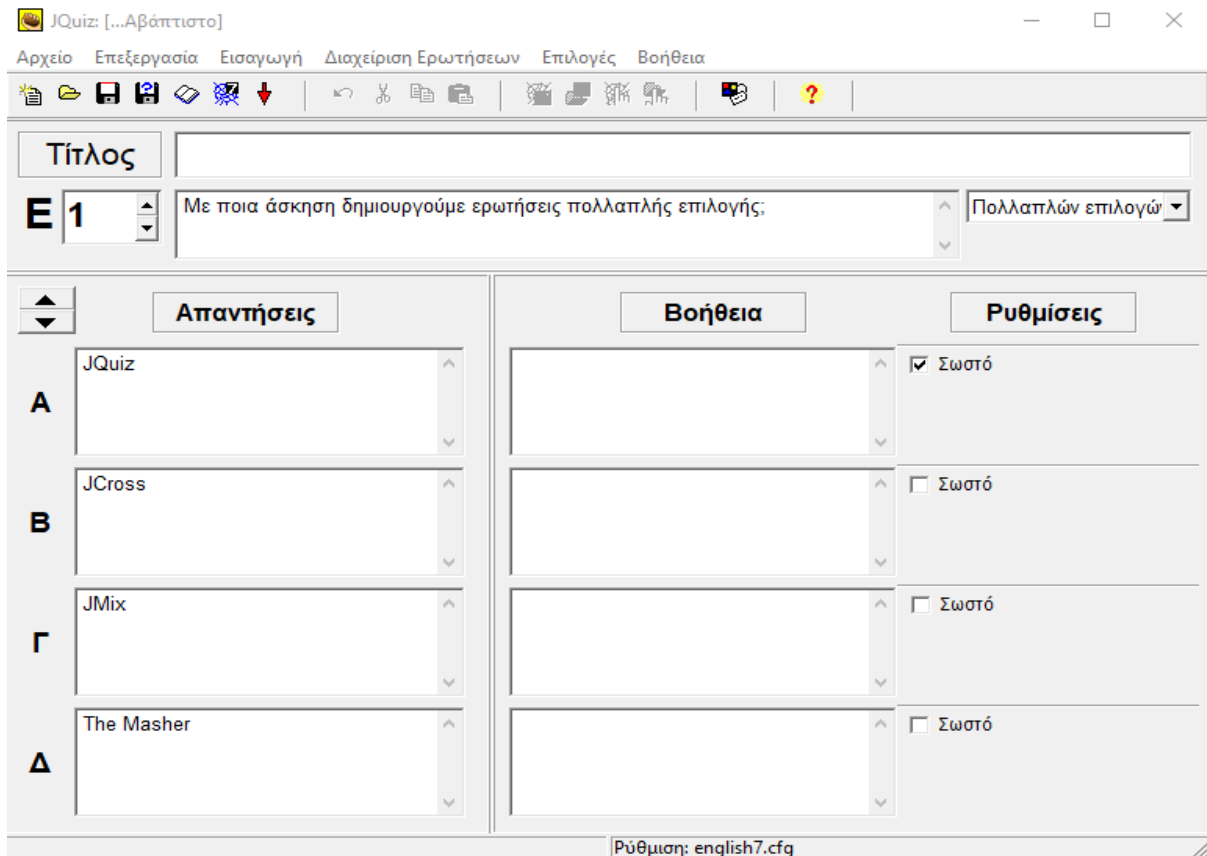 JQuiz: [...Αβάπτιστο]
Αρχείο Επεξεργασία Εισαγωγή Διαχείριση Ερωτήσεων Επιλογές Βοήθεια
Τίτλος
Ε 1 Με ποια άσκηση δημιουργούμε ερωτήσεις πολλαπλής επιλογής; Πολλαπλών επιλογώ
Απαντήσεις Βοήθεια Ρυθμίσεις
Α JQuiz Σωστό
Β JCross Σωστό
Γ JMix Σωστό
Δ The Masher Σωστό
Ρύθμιση: english7.cfg